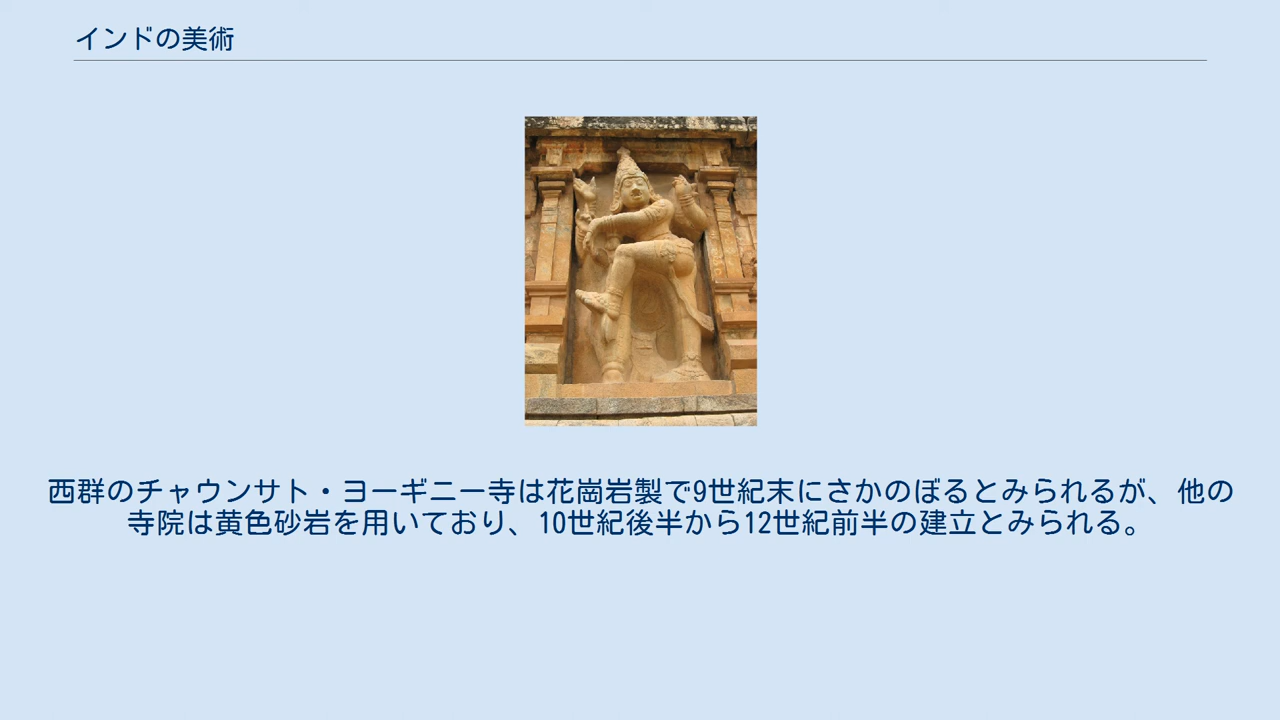 インドの美術
西群のチャウンサト・ヨーギニー寺は花崗岩製で9世紀末にさかのぼるとみられるが、他の
寺院は黄色砂岩を用いており、10世紀後半から12世紀前半の建立とみられる。